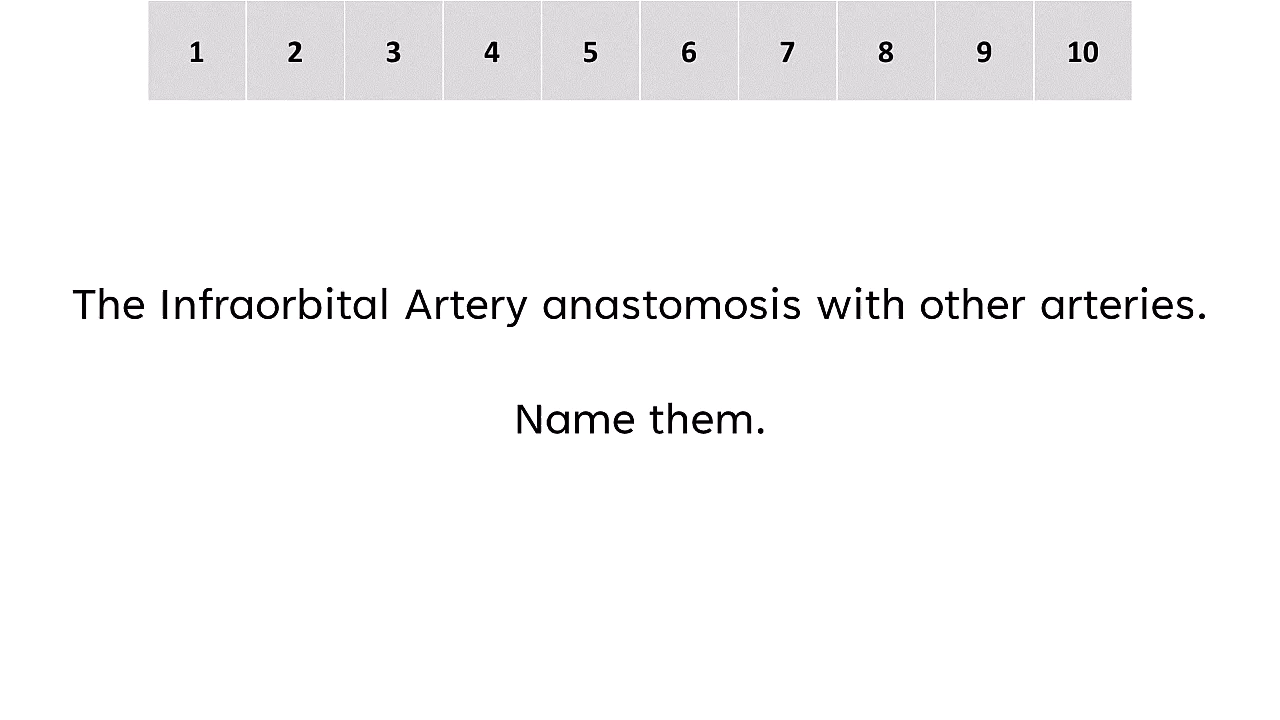 1 2 3 4 5 6 7 8 9 10
The Infraorbital Artery anastomosis with other arteries.
Name them.